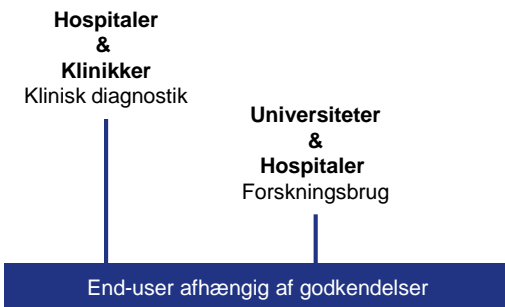 Hospitaler
&
Klinikker
Klinisk diagnostik
Universiteter
&
Hospitaler
Forskningsbrug
End-user afhængig af godkendelser